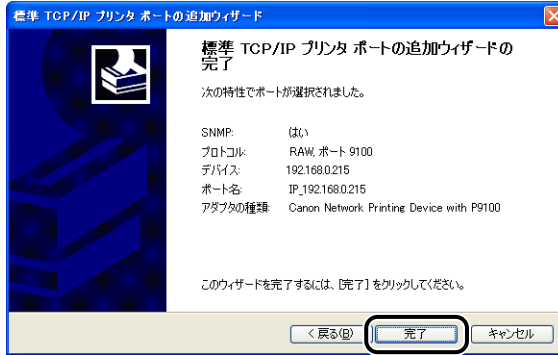 標準 TCP/IP プリンタ ポートの追加ウィザード
標準 TCP/IP プリンタ ポートの追加ウィザードの
完了
次の特性でポートが選択されました。
SNMP: はい
プロトコル: RAW, ポート 9100
デバイス: 192.168.0.215
ポート名: IP_192.168.0.215
アダプタの種類: Canon Network Printing Device with P9100
このウィザードを完了するには、[完了] をクリックしてください。
< 戻る(B) 完了 キャンセル